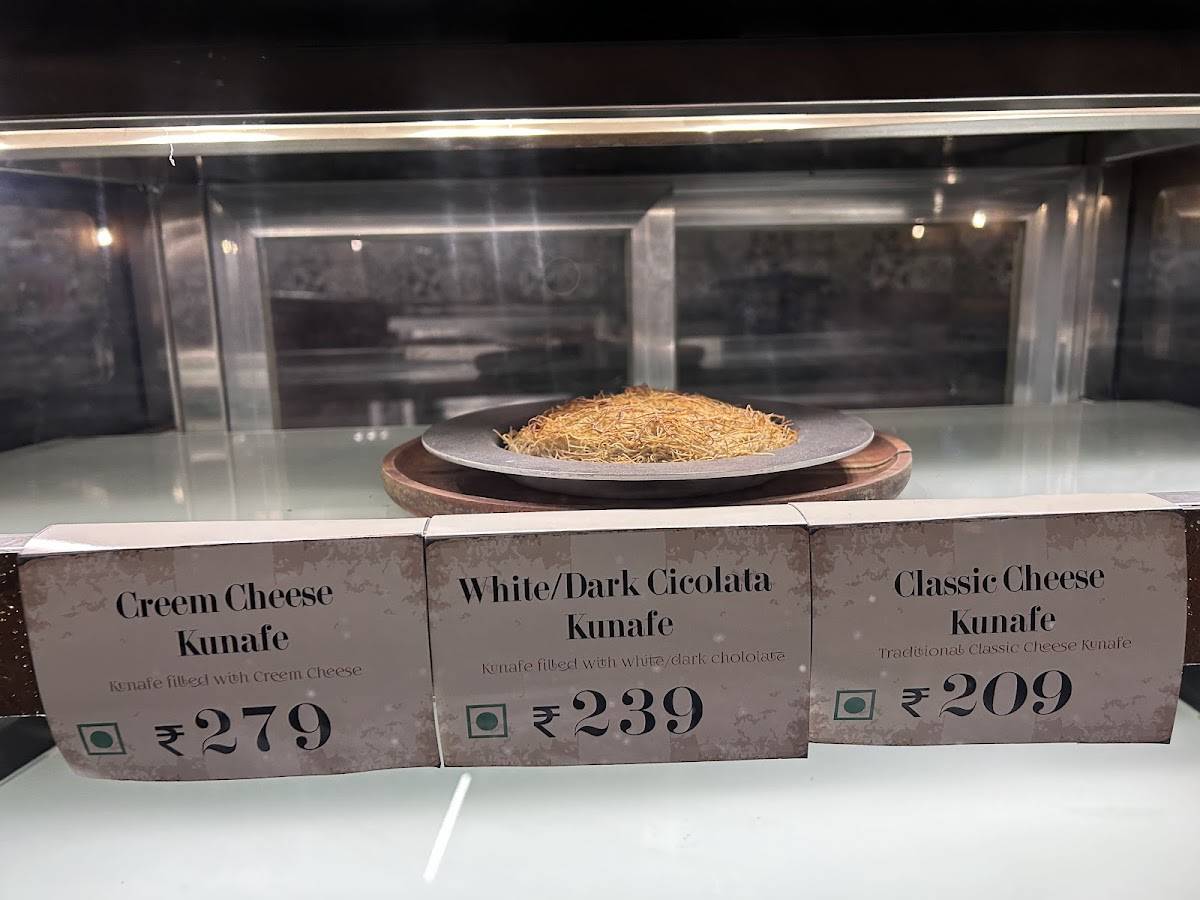 Creem Cheese
Kunafe
Kunafe filled with Creem Cheese
₹279
White/Dark Cicolata
Kunafe
Kunafe filled with white/dark chololate
₹239
Classic Cheese
Kunafe
Traditional Classic Cheese Kunafe
₹209